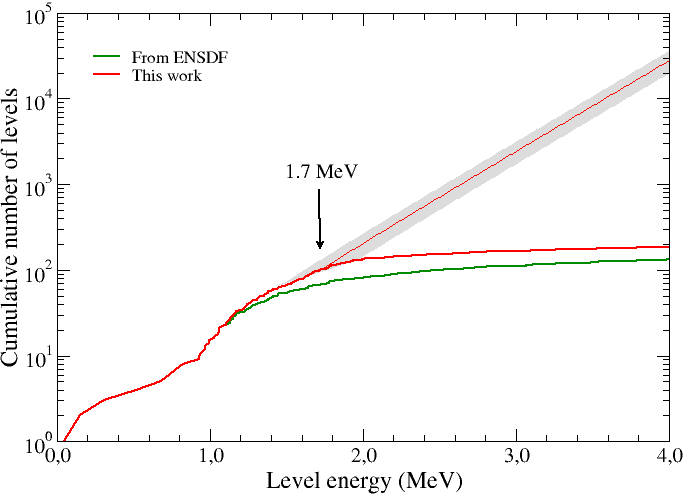 10^5
From ENSDF
This work
10^4
1.7 MeV
10^3
Cumulative number of levels
10^2
10^1
10^0
0,0 1,0 2,0 3,0 4,0
Level energy (MeV)